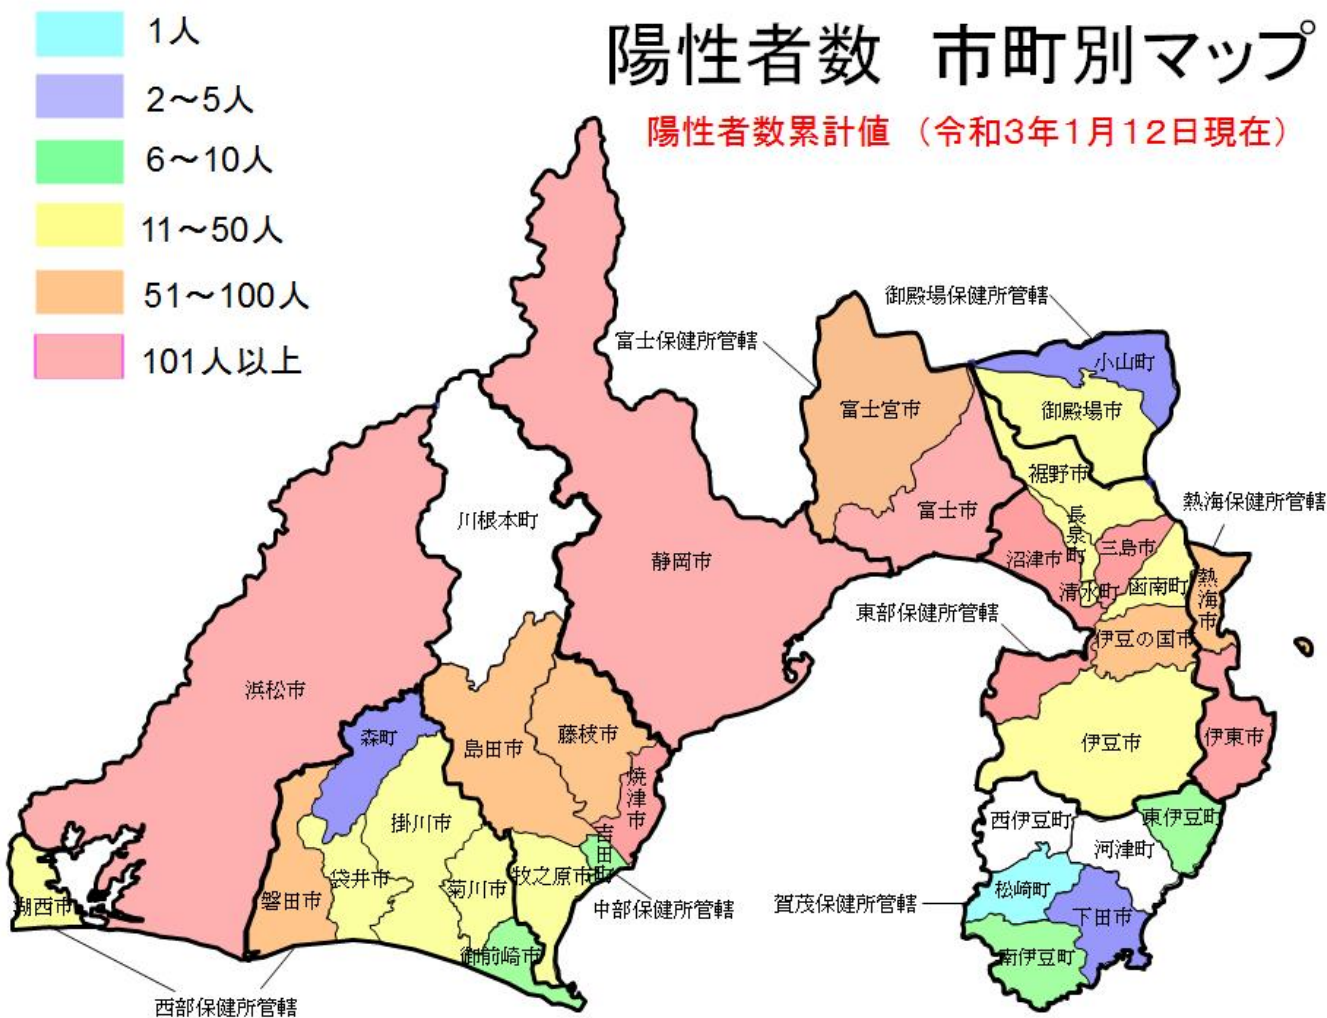 陽性者数 市町別マップ
陽性者数累計値 (令和3年1月12日現在)
1人
2~5人
6~10人
11~50人
51~100人
101人以上
御殿場保健所管轄
富士保健所管轄
小山町
富士宮市
御殿場市
裾野市
熱海保健所管轄
川根本町
富士市
長泉町
静岡市
沼津市
三島市
清水町
函南町
熱海市
東部保健所管轄
伊豆の国市
浜松市
森町
島田市
藤枝市
伊豆市
伊東市
焼津市
掛川市
西伊豆町
東伊豆町
吉田町
河津町
袋井市
菊川市
牧之原市
松崎町
磐田市
湖西市
中部保健所管轄
賀茂保健所管轄
下田市
御前崎市
南伊豆町
西部保健所管轄